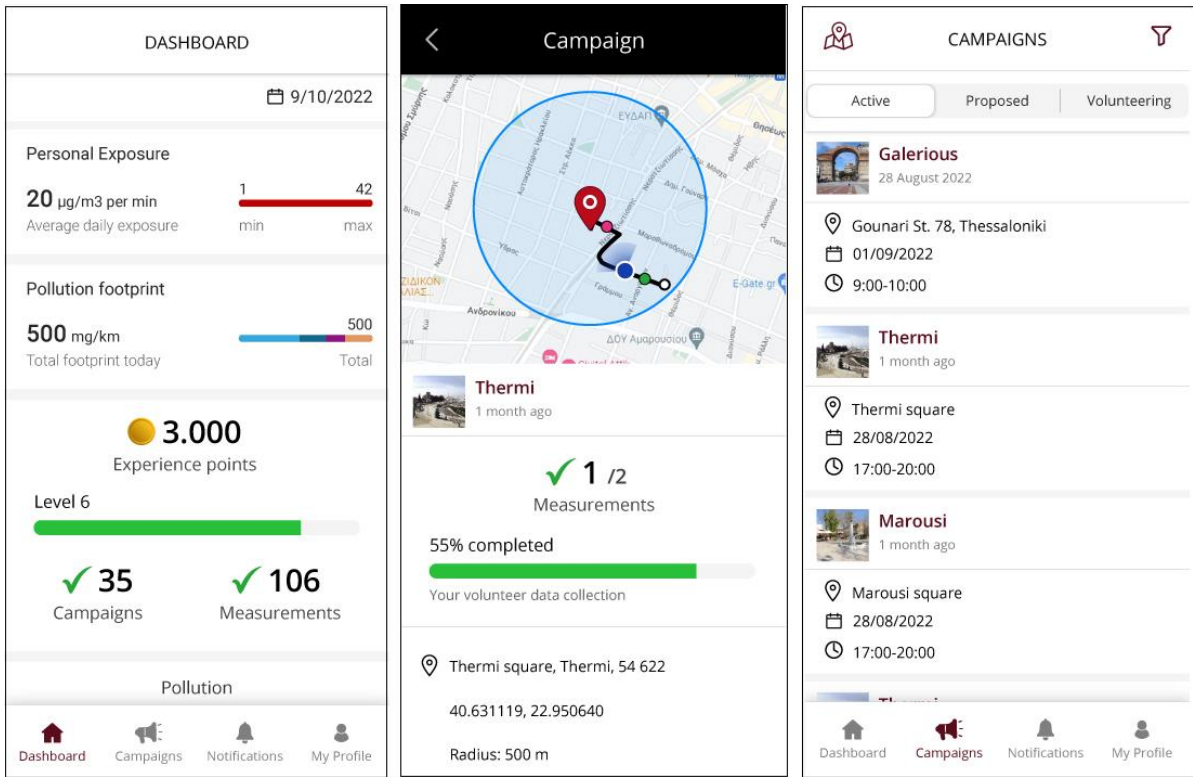 DASHBOARD
9/10/2022
Personal Exposure
20 µg/m3 per min
1 42
Average daily exposure
min max
Pollution footprint
500 mg/km
500
Total footprint today
Total
3.000
Experience points
Level 6
35
Campaigns
106
Measurements
Pollution
Dashboard Campaigns Notifications My Profile
Campaign
ΕΥΔΑΠ
Ανδρονίκου
ΔΟΥ Αμαρουσίου
E-Gate.gr
Thermi
1 month ago
1 /2
Measurements
55% completed
Your volunteer data collection
Thermi square, Thermi, 54 622
40.631119, 22.950640
Radius: 500 m
CAMPAIGNS
Active Proposed Volunteering
Galerious
28 August 2022
Gounari St. 78, Thessaloniki
01/09/2022
9:00-10:00
Thermi
1 month ago
Thermi square
28/08/2022
17:00-20:00
Marousi
1 month ago
Marousi square
28/08/2022
17:00-20:00
Dashboard Campaigns Notifications My Profile